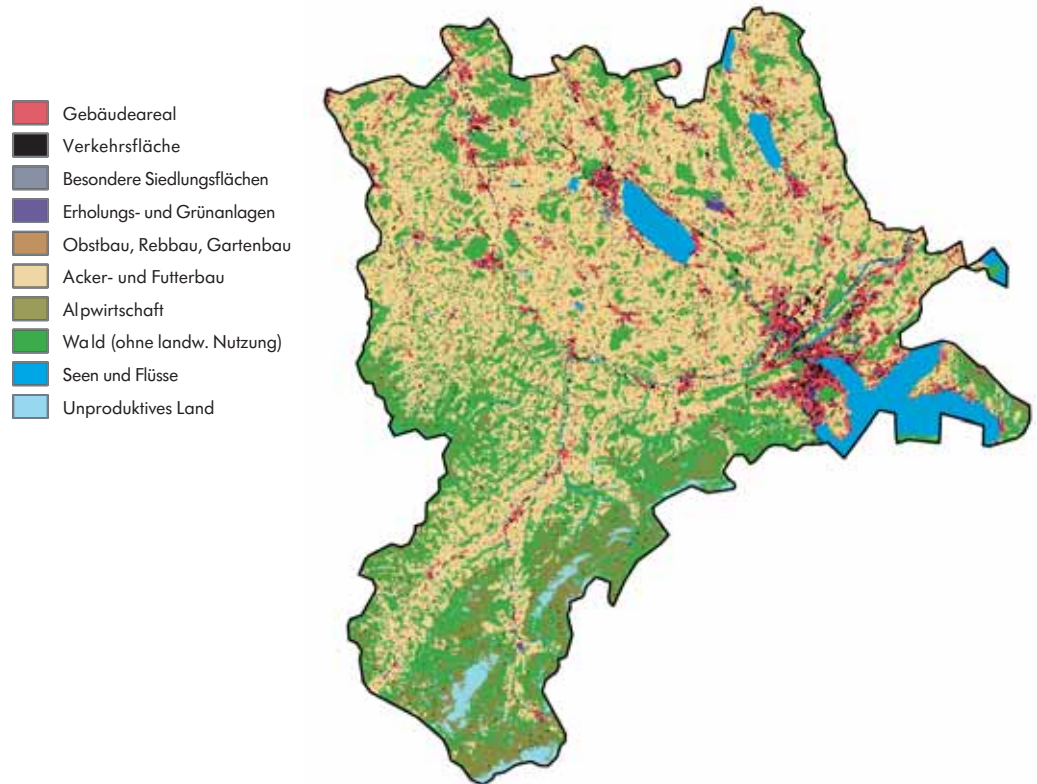 Gebäudeareal
Verkehrsfläche
Besondere Siedlungsflächen
Erholungs- und Grünanlagen
Obstbau, Rebbau, Gartenbau
Acker- und Futterbau
Alpwirtschaft
Wald (ohne landw. Nutzung)
Seen und Flüsse
Unproduktives Land